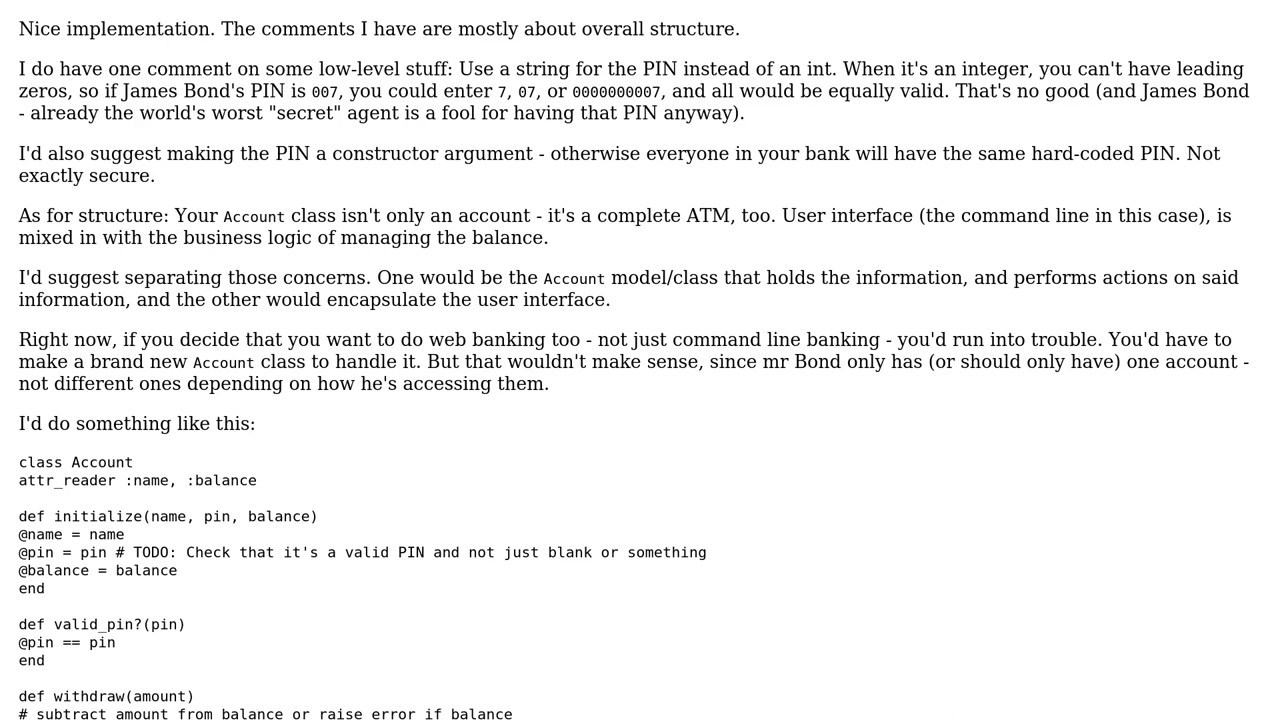 Nice implementation. The comments I have are mostly about overall structure.
I do have one comment on some low-level stuff: Use a string for the PIN instead of an int. When it's an integer, you can't have leading
zeros, so if James Bond's PIN is 007, you could enter 7, 07, or 0000000007, and all would be equally valid. That's no good (and James Bond
- already the world's worst "secret" agent is a fool for having that PIN anyway).
I'd also suggest making the PIN a constructor argument - otherwise everyone in your bank will have the same hard-coded PIN. Not
exactly secure.
As for structure: Your Account class isn't only an account - it's a complete ATM, too. User interface (the command line in this case), is
mixed in with the business logic of managing the balance.
I'd suggest separating those concerns. One would be the Account model/class that holds the information, and performs actions on said
information, and the other would encapsulate the user interface.
Right now, if you decide that you want to do web banking too - not just command line banking - you'd run into trouble. You'd have to
make a brand new Account class to handle it. But that wouldn't make sense, since mr Bond only has (or should only have) one account -
not different ones depending on how he's accessing them.
I'd do something like this:
class Account
attr_reader :name, :balance
def initialize(name, pin, balance)
@name = name
@pin = pin # TODO: Check that it's a valid PIN and not just blank or something
@balance = balance
end
def valid_pin?(pin)
@pin == pin
end
def withdraw(amount)
# subtract amount from balance or raise error if balance